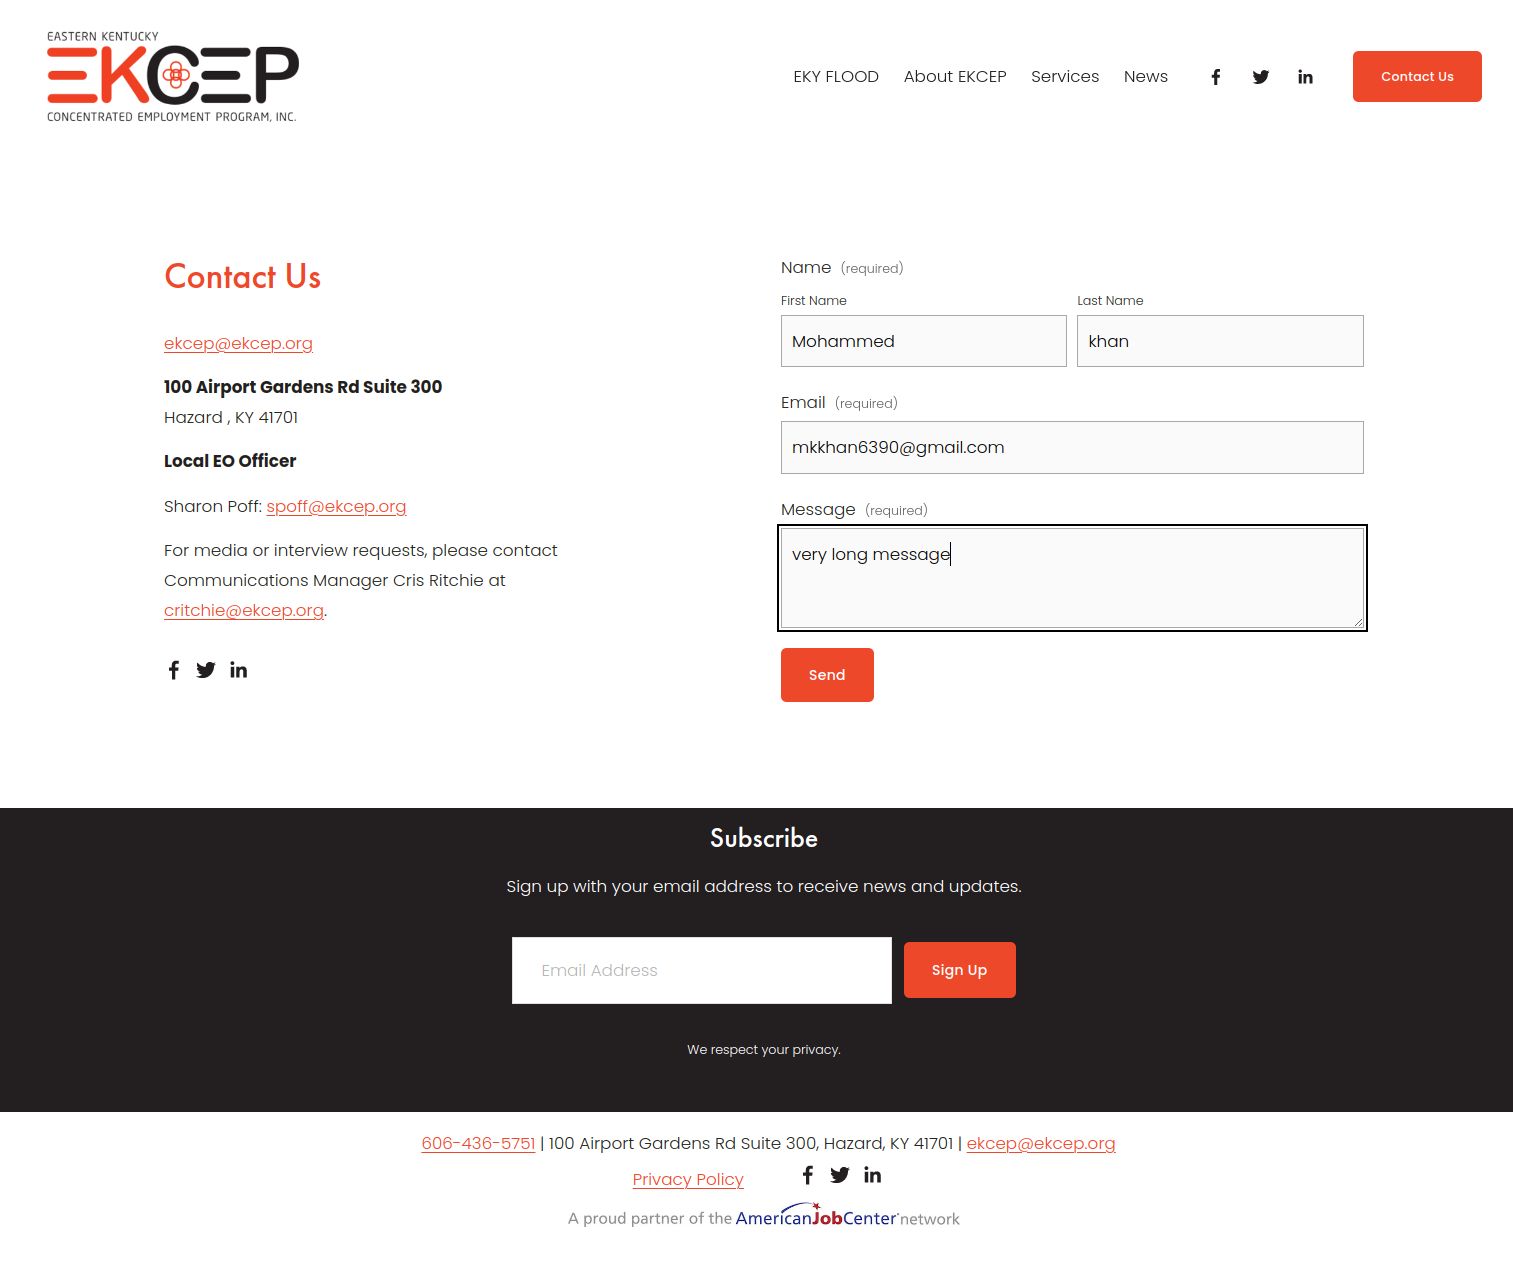 EASTERN KENTUCKY
EKCEP
CONCENTRATED EMPLOYMENT PROGRAM, INC.
EKY FLOOD About EKCEP Services News Contact Us
Contact Us
ekcep@ekcep.org
100 Airport Gardens Rd Suite 300
Hazard , KY 41701
Local EO Officer
Sharon Poff: spoff@ekcep.org
For media or interview requests, please contact
Communications Manager Cris Ritchie at
critchie@ekcep.org.
Name (required)
First Name Last Name
Mohammed khan
Email (required)
mkkhan6390@gmail.com
Message (required)
very long message
Send
Subscribe
Sign up with your email address to receive news and updates.
Email Address Sign Up
We respect your privacy.
606-436-5751 | 100 Airport Gardens Rd Suite 300, Hazard, KY 41701 | ekcep@ekcep.org
Privacy Policy
A proud partner of the AmericanJobCenter network